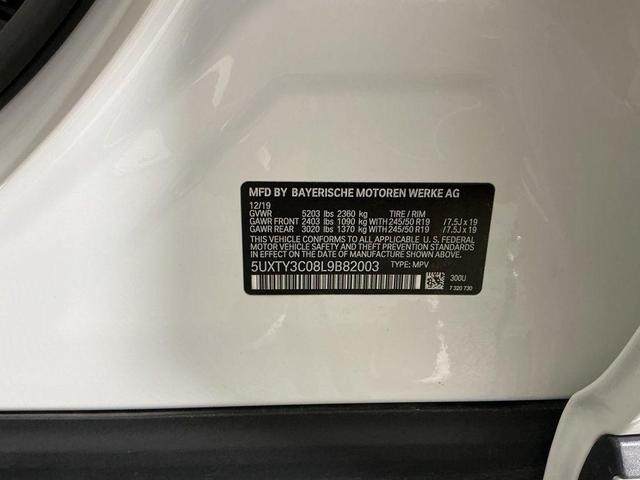 MFD BY BAYERISCHE MOTOREN WERKE AG
12/19
GVWR 5203 lbs 2360 kg TIRE / RIM
GAWR FRONT 2403 lbs 1090 kg WITH 245/50 R19 /7.5J x 19
GAWR REAR 3020 lbs 1370 kg WITH 245/50 R19 /7.5J x 19
THIS VEHICLE CONFORMS TO ALL APPLICABLE U. S. FEDERAL
MOTOR VEHICLE SAFETY AND THEFT PREVENTION STANDARDS
IN EFFECT ON THE DATE OF MANUFACTURE SHOWN ABOVE.
5UXTY3C08L9B82003 TYPE: MPV
300U
7 320 730